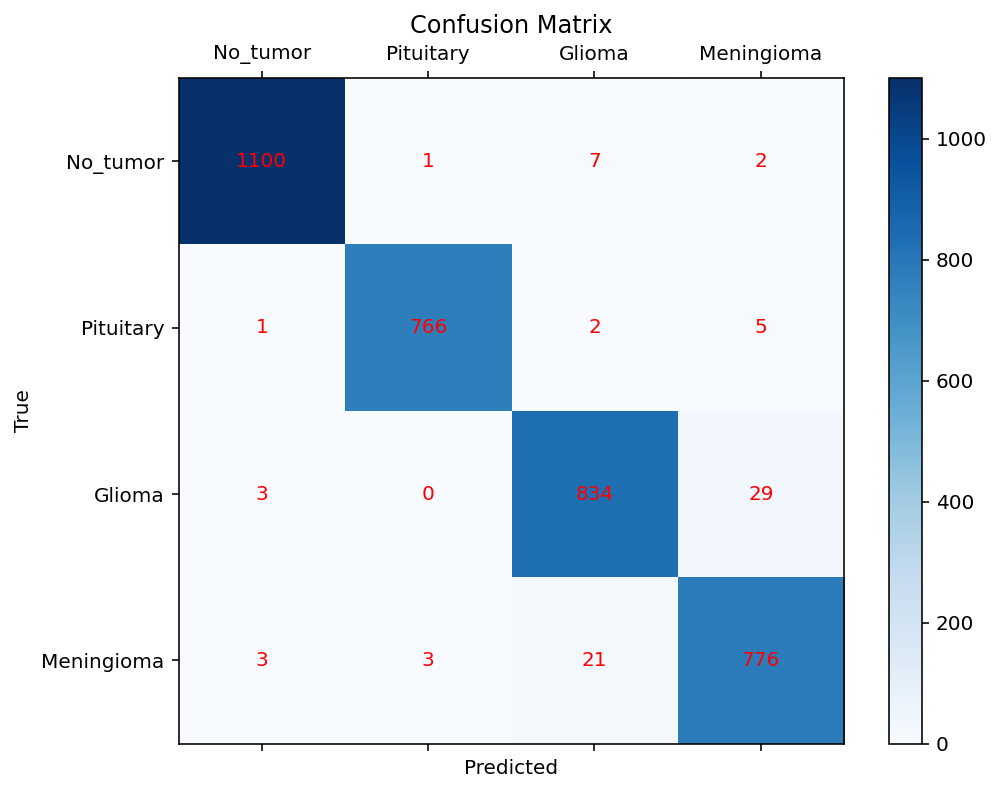 Confusion Matrix
No_tumor Pituitary Glioma Meningioma
No_tumor 1100 1 7 2
Pituitary 1 766 2 5
Glioma 3 0 834 29
Meningioma 3 3 21 776
True
Predicted
1000
800
600
400
200
0